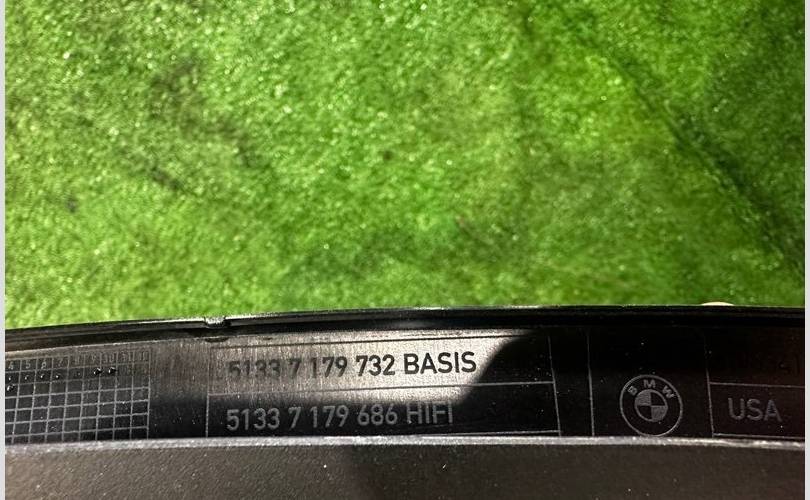 5133 7 179 732 BASIS
5133 7 179 686 HIFI
BMW
USA